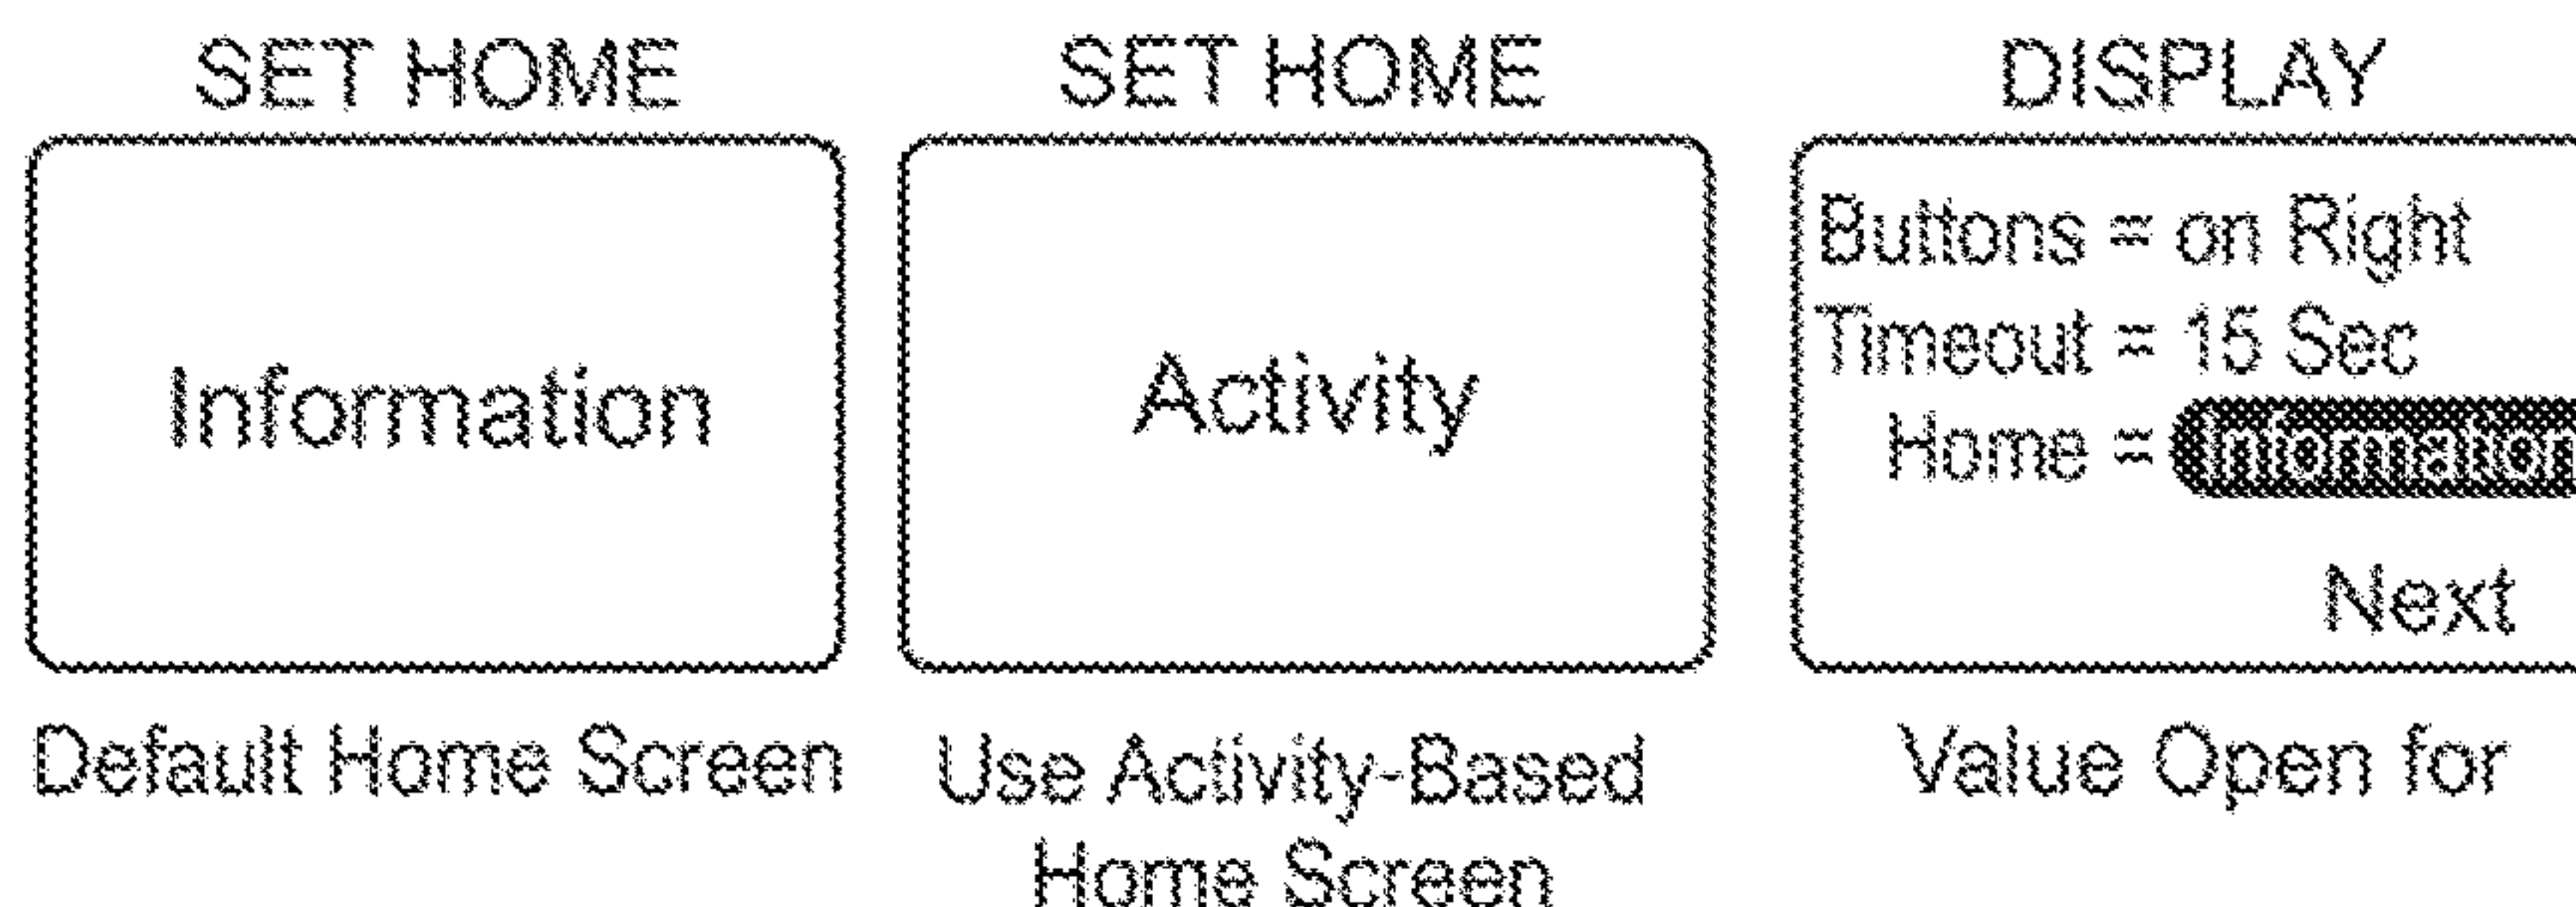 SET HOME
Information
Default Home Screen
SET HOME
Activity
Use Activity-Based
Home Screen
DISPLAY
Buttons = on Right
Timeout = 15 Sec
Home = Information
Next
Value Open for